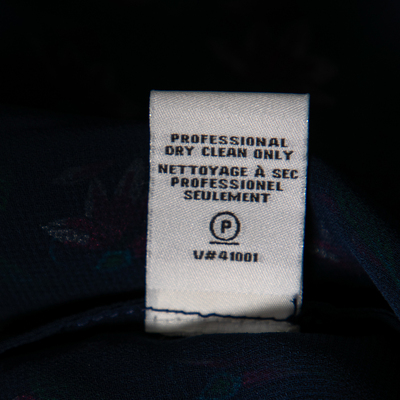 PROFESSIONAL
DRY CLEAN ONLY
NETTOYAGE À SEC
PROFESSIONEL
SEULEMENT
P
V#41001